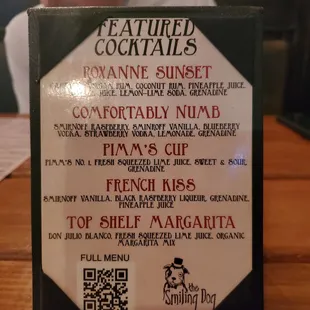 FEATURED
COCKTAILS
ROXANNE SUNSET
RUM, COCONUT RUM, PINEAPPLE JUICE,
JUICE, LEMON-LIME SODA, GRENADINE
COMFORTABLY NUMB
SMIRNOFF RASPBERRY, SMIRNOFF VANILLA, BLUEBERRY
VODKA, STRAWBERRY VODKA, LEMONADE, GRENADINE
PIMM'S CUP
PIMM'S NO. 1, FRESH SQUEEZED LIME JUICE, SWEET & SOUR,
GRENADINE
FRENCH KISS
SMIRNOFF VANILLA, BLACK RASPBERRY LIQUEUR, GRENADINE,
PINEAPPLE JUICE
TOP SHELF MARGARITA
DON JULIO BLANCO, FRESH SQUEEZED LIME JUICE, ORGANIC
MARGARITA MIX
FULL MENU
the
Smiling Dog